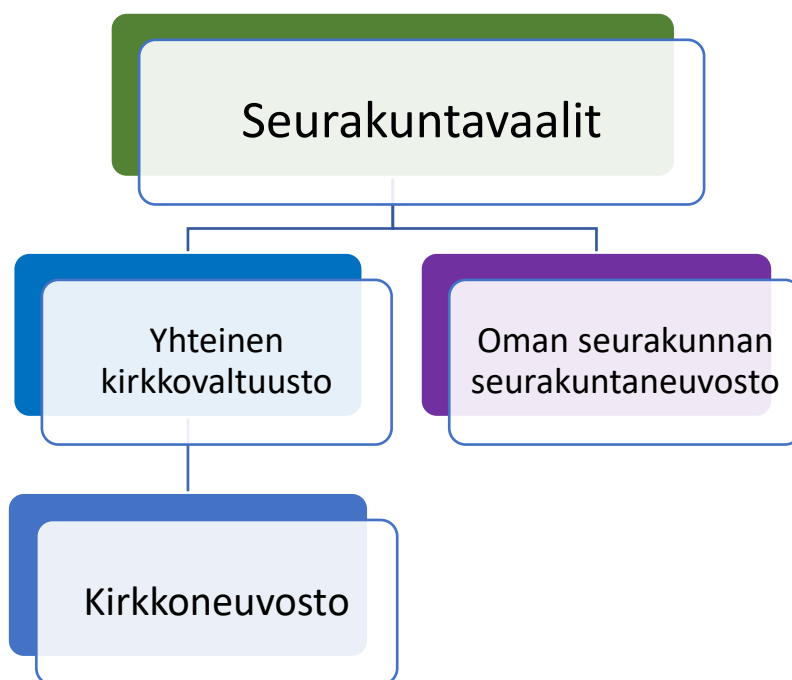 Seurakuntavaalit
Yhteinen
kirkkovaltuusto
Oman seurakunnan
seurakuntaneuvosto
Kirkkoneuvosto